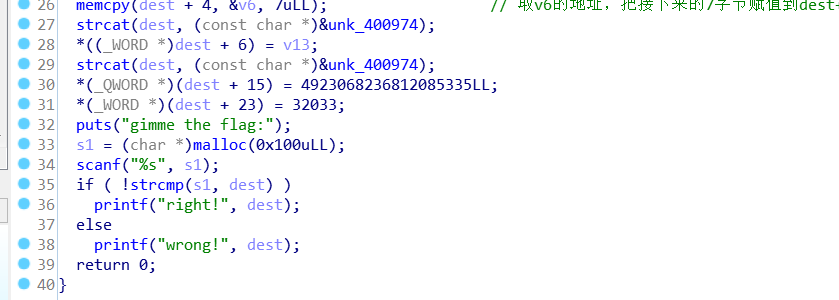 26 memcpy(dest + 4, &v6, 7uLL); // 取v6的地址，把接下来的7字节赋值到dest
27 strcat(dest, (const char *)&unk_400974);
28 *((_WORD *)dest + 6) = v13;
29 strcat(dest, (const char *)&unk_400974);
30 *(_QWORD *)(dest + 15) = 4923068236812085335LL;
31 *(_WORD *)(dest + 23) = 32033;
32 puts("gimme the flag:");
33 s1 = (char *)malloc(0x100uLL);
34 scanf("%s", s1);
35 if ( !strcmp(s1, dest) )
36 printf("right!", dest);
37 else
38 printf("wrong!", dest);
39 return 0;
40 }